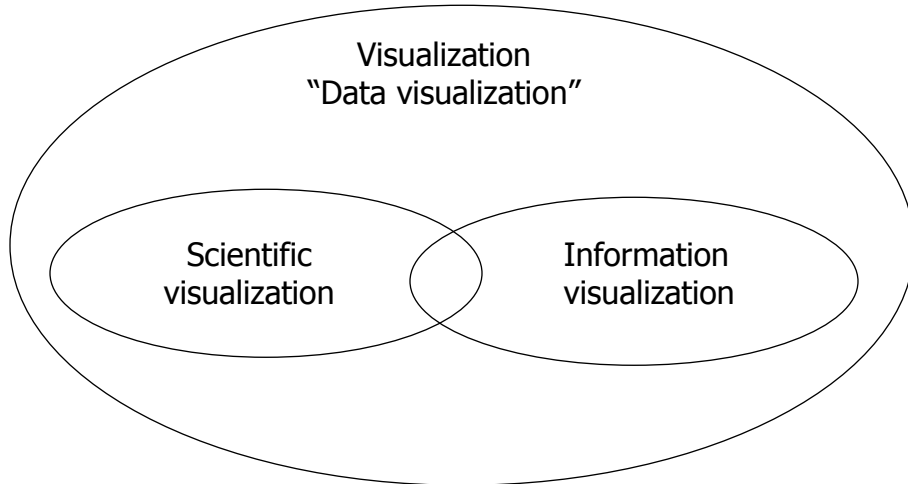 Visualization
“Data visualization”
Scientific
visualization
Information
visualization